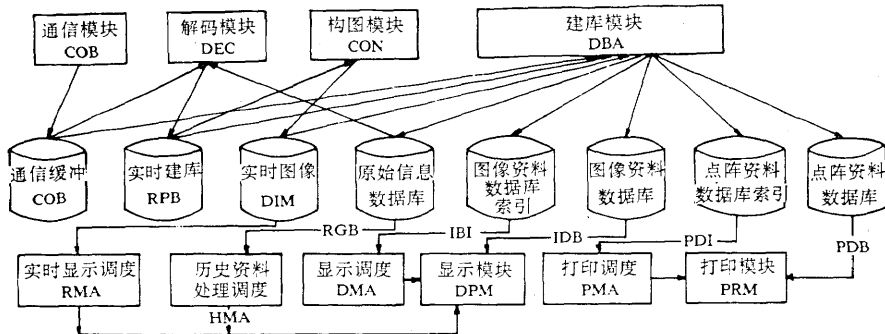 通信模块
COB
解码模块
DEC
构图模块
CON
建库模块
DBA
通信缓冲
COB
实时建库
RPB
实时图像
DIM
原始信息
数据库
图像资料
数据库
索引
图像资料
数据库
点阵资料
数据库索引
点阵资料
数据库
RGB
IBI
IDB
PDI
PDB
实时显示调度
RMA
历史资料
处理调度
HMA
显示调度
DMA
显示模块
DPM
打印调度
PMA
打印模块
PRM